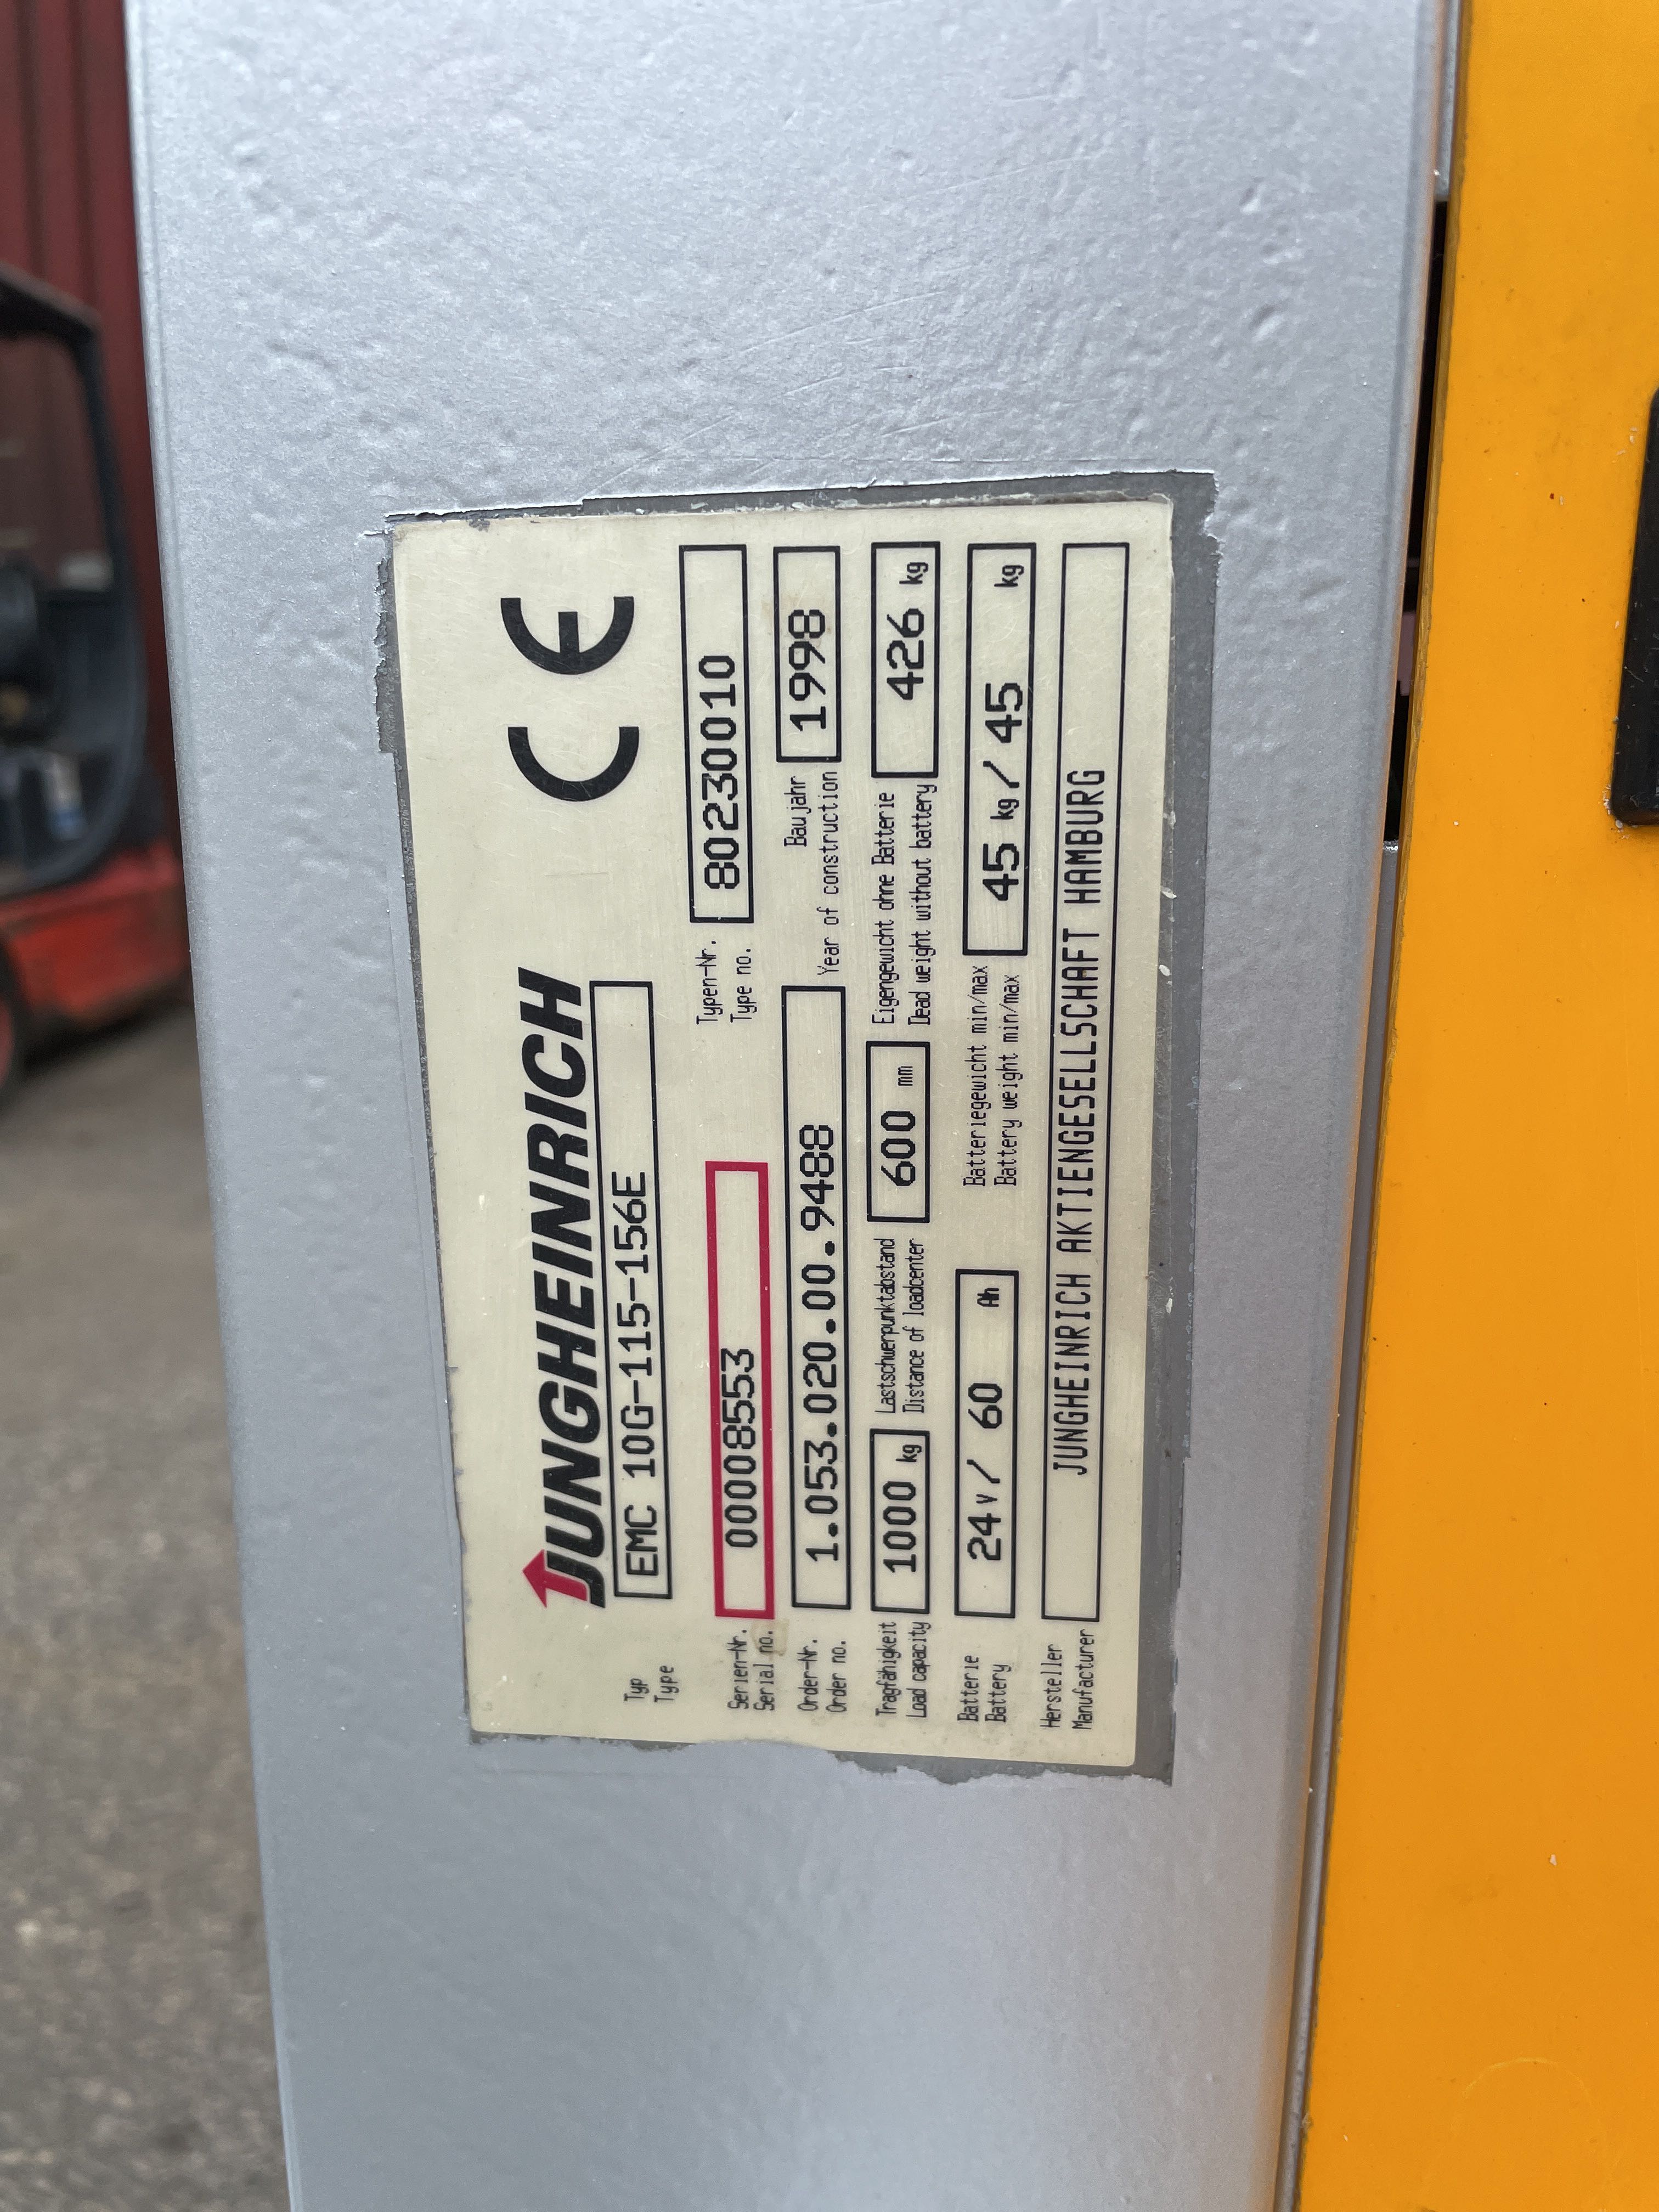 JUNGHEINRICH CE
Typ EMC 10G-115-156E
Type
Serien-Nr. 00008553 Typen-Nr. 80230010
Serial no. Type no.
Order-Nr. 1.053.020.00.9488 Baujahr 1998
Order no. Year of construction
Tragfähigkeit 1000 kg Lastschwerpunktabstand 600 mm Eigengewicht ohne Batterie 426 kg
Load capacity Distance of loadcenter Dead weight without battery
Batterie 24 V / 60 Ah Batteriegewicht min/max 45 kg / 45 kg
Battery Battery weight min/max
Hersteller JUNGHEINRICH AKTIENGESELLSCHAFT HAMBURG
Manufacturer